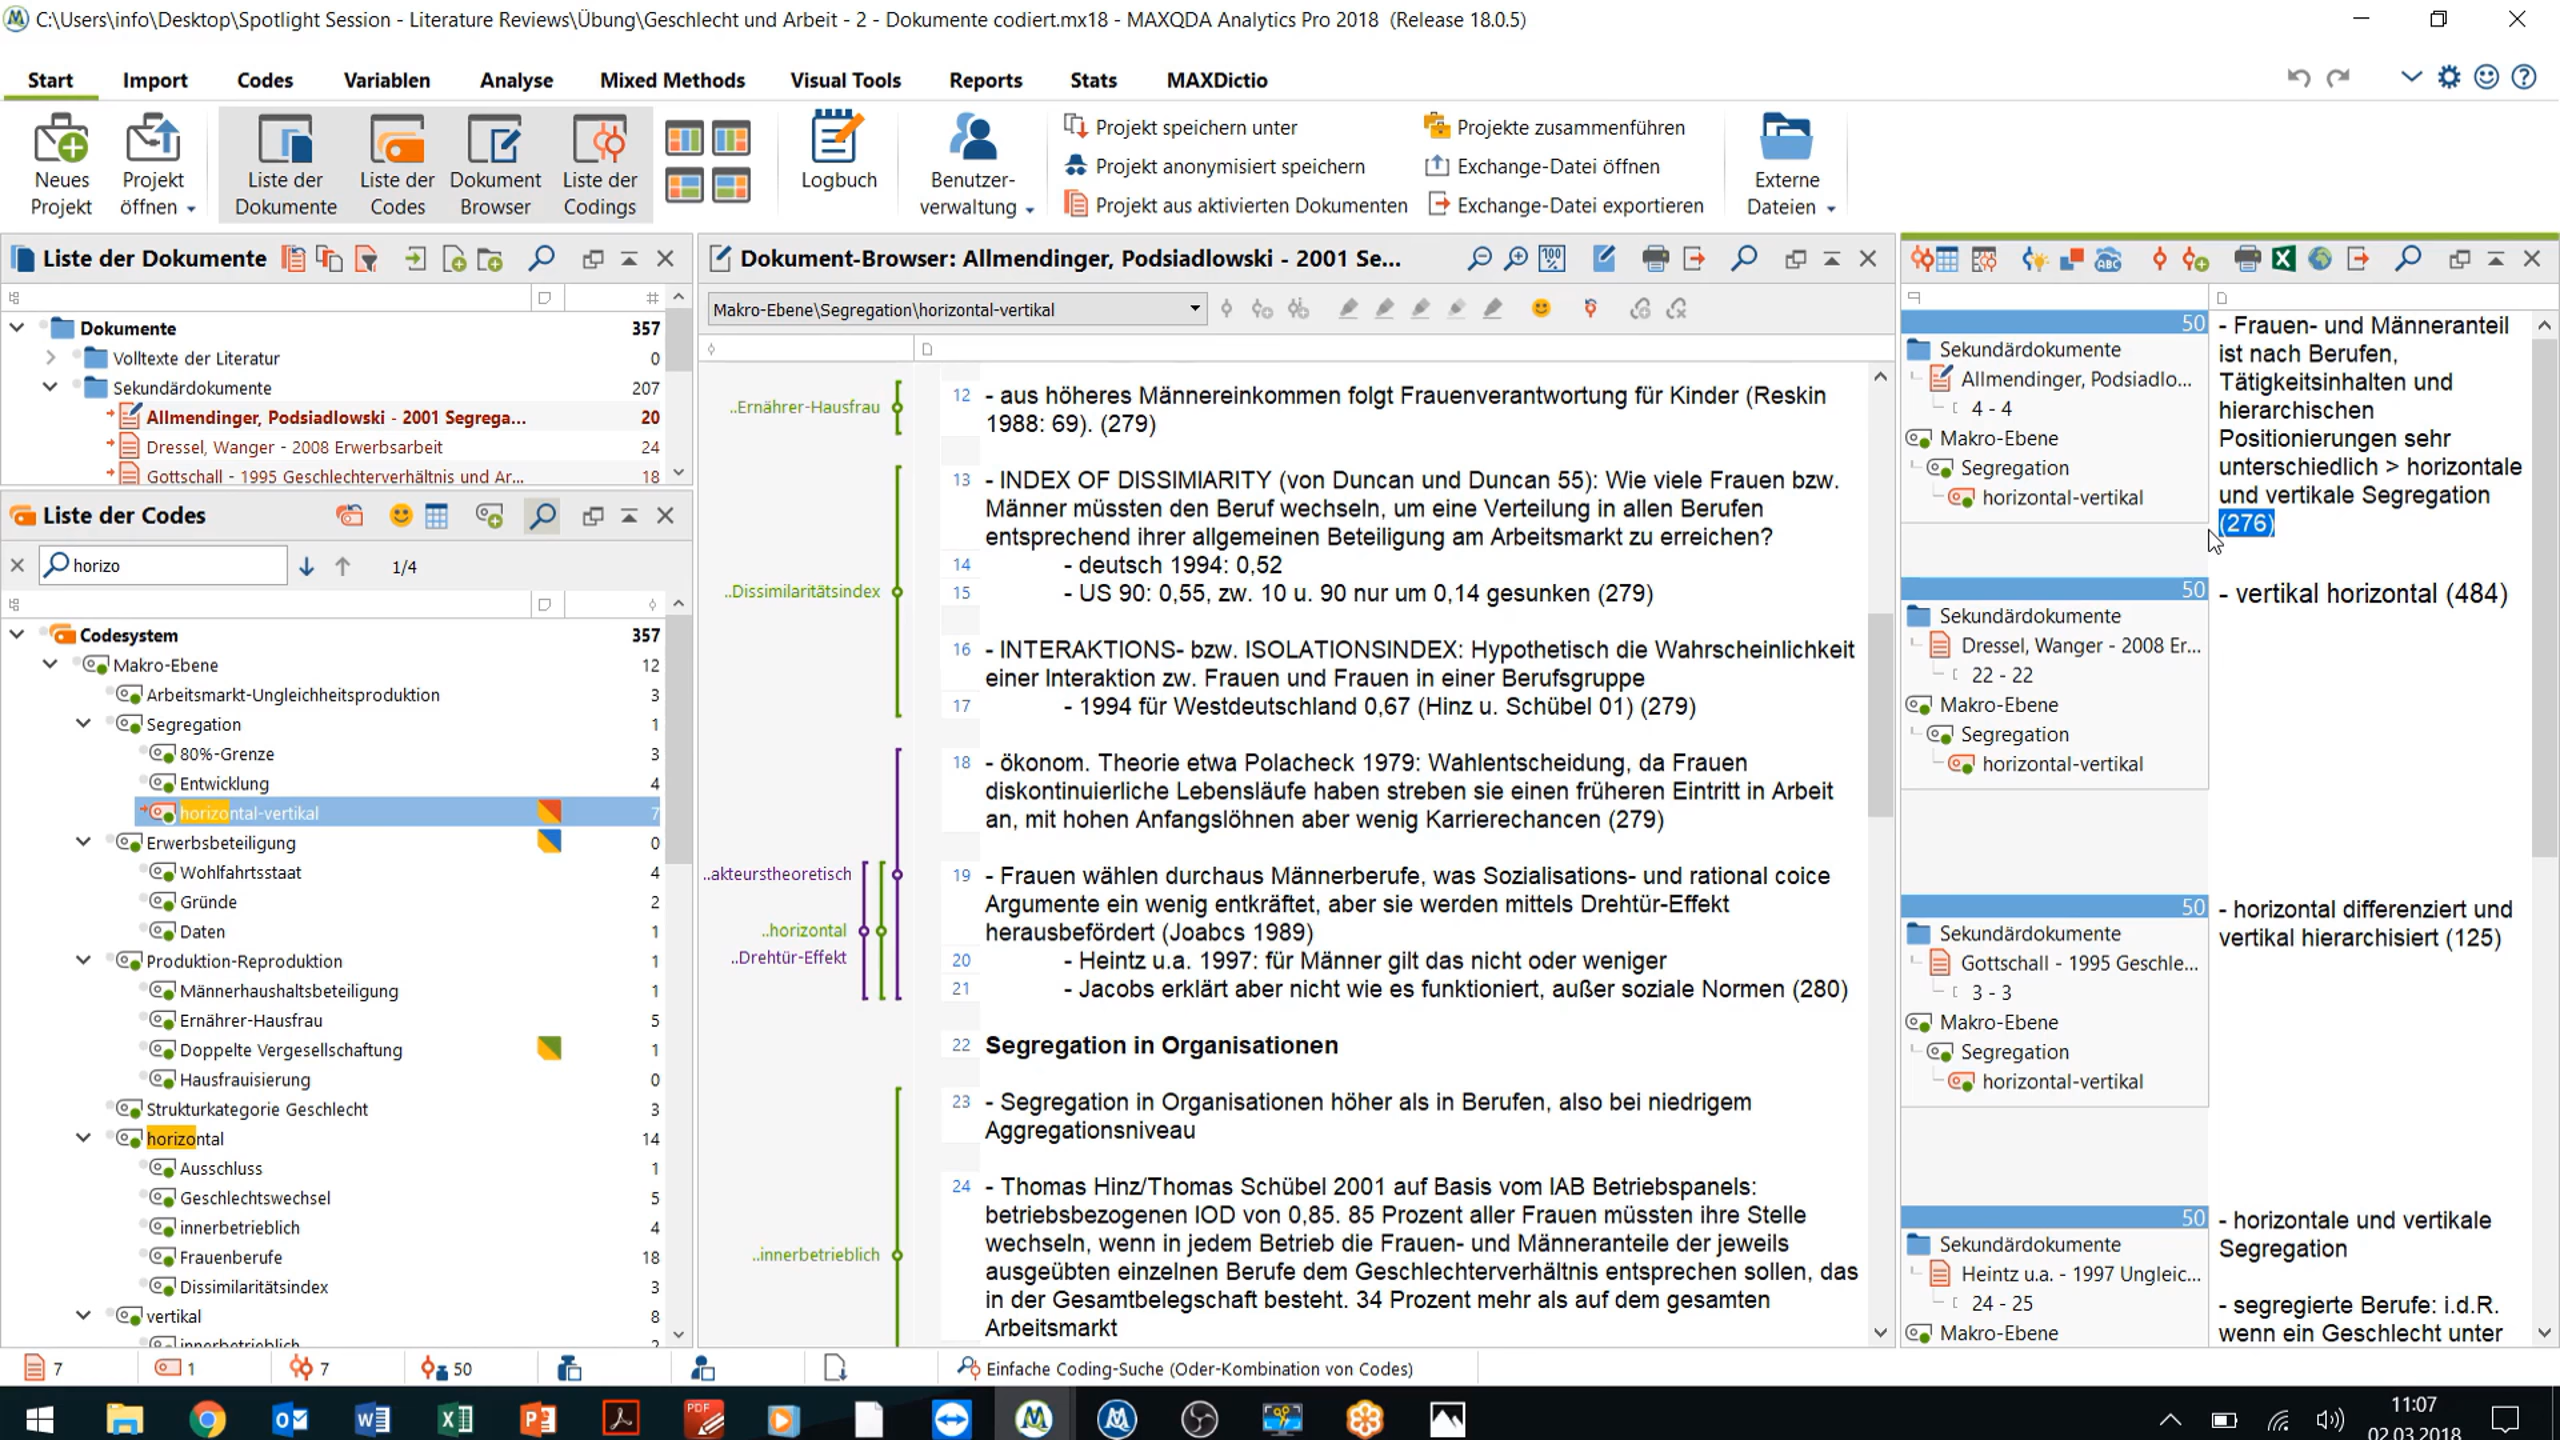 C:\Users\info\Desktop\Spotlight Session - Literature Reviews\Übung\Geschlecht und Arbeit - 2 - Dokumente codiert.mx18 - MAXQDA Analytics Pro 2018 (Release 18.0.5)
Start Import Codes Variablen Analyse Mixed Methods Visual Tools Reports Stats MAXDictio
Neues
Projekt
Projekt
öffnen
Liste der
Dokumente
Liste der
Codes
Dokument
Browser
Liste der
Codings
Logbuch
Benutzer-
verwaltung
Projekt speichern unter
Projekt anonymisiert speichern
Projekt aus aktivierten Dokumenten
Projekte zusammenführen
Exchange-Datei öffnen
Exchange-Datei exportieren
Externe
Dateien
Liste der Dokumente
#
Dokumente 357
Volltexte der Literatur 0
Sekundärdokumente 207
Allmendinger, Podsiadlowski - 2001 Segrega... 20
Dressel, Wanger - 2008 Erwerbsarbeit 24
Gottschall - 1995 Geschlechterverhältnis und Ar... 18
Liste der Codes
horizo 1/4
Codesystem 357
Makro-Ebene 12
Arbeitsmarkt-Ungleichheitsproduktion 3
Segregation 1
80%-Grenze 3
Entwicklung 4
horizontal-vertikal 7
Erwerbsbeteiligung 0
Wohlfahrtsstaat 4
Gründe 2
Daten 1
Produktion-Reproduktion 1
Männerhaushaltsbeteiligung 1
Ernährer-Hausfrau 5
Doppelte Vergesellschaftung 1
Hausfrauisierung 0
Strukturkategorie Geschlecht 3
horizontal 14
Ausschluss 1
Geschlechtswechsel 5
innerbetrieblich 4
Frauenberufe 18
Dissimilaritätsindex 3
vertikal 8
innerbetrieblich 2
Dokument-Browser: Allmendinger, Podsiadlowski - 2001 Se...
100%
Makro-Ebene\Segregation\horizontal-vertikal
..Ernährer-Hausfrau
..Dissimilaritätsindex
..akteurstheoretisch
..horizontal
..Drehtür-Effekt
..innerbetrieblich
12 - aus höheres Männereinkommen folgt Frauenverantwortung für Kinder (Reskin
1988: 69). (279)
13 - INDEX OF DISSIMIARITY (von Duncan und Duncan 55): Wie viele Frauen bzw.
Männer müssten den Beruf wechseln, um eine Verteilung in allen Berufen
entsprechend ihrer allgemeinen Beteiligung am Arbeitsmarkt zu erreichen?
14 - deutsch 1994: 0,52
15 - US 90: 0,55, zw. 10 u. 90 nur um 0,14 gesunken (279)
16 - INTERAKTIONS- bzw. ISOLATIONSINDEX: Hypothetisch die Wahrscheinlichkeit
einer Interaktion zw. Frauen und Frauen in einer Berufsgruppe
17 - 1994 für Westdeutschland 0,67 (Hinz u. Schübel 01) (279)
18 - ökonom. Theorie etwa Polacheck 1979: Wahlentscheidung, da Frauen
diskontinuierliche Lebensläufe haben streben sie einen früheren Eintritt in Arbeit
an, mit hohen Anfangslöhnen aber wenig Karrierechancen (279)
19 - Frauen wählen durchaus Männerberufe, was Sozialisations- und rational coice
Argumente ein wenig entkräftet, aber sie werden mittels Drehtür-Effekt
herausbefördert (Joabcs 1989)
20 - Heintz u.a. 1997: für Männer gilt das nicht oder weniger
21 - Jacobs erklärt aber nicht wie es funktioniert, außer soziale Normen (280)
22 Segregation in Organisationen
23 - Segregation in Organisationen höher als in Berufen, also bei niedrigem
Aggregationsniveau
24 - Thomas Hinz/Thomas Schübel 2001 auf Basis vom IAB Betriebspanels:
betriebsbezogenen IOD von 0,85. 85 Prozent aller Frauen müssten ihre Stelle
wechseln, wenn in jedem Betrieb die Frauen- und Männeranteile der jeweils
ausgeübten einzelnen Berufe dem Geschlechterverhältnis entsprechen sollen, das
in der Gesamtbelegschaft besteht. 34 Prozent mehr als auf dem gesamten
Arbeitsmarkt
ABC
50
Sekundärdokumente
Allmendinger, Podsiadlo...
4 - 4
Makro-Ebene
Segregation
horizontal-vertikal
- Frauen- und Männeranteil
ist nach Berufen,
Tätigkeitsinhalten und
hierarchischen
Positionierungen sehr
unterschiedlich > horizontale
und vertikale Segregation
(276)
50
Sekundärdokumente
Dressel, Wanger - 2008 Er...
22 - 22
Makro-Ebene
Segregation
horizontal-vertikal
- vertikal horizontal (484)
50
Sekundärdokumente
Gottschall - 1995 Geschle...
3 - 3
Makro-Ebene
Segregation
horizontal-vertikal
- horizontal differenziert und
vertikal hierarchisiert (125)
50
Sekundärdokumente
Heintz u.a. - 1997 Ungleic...
24 - 25
Makro-Ebene
- horizontale und vertikale
Segregation
- segregierte Berufe: i.d.R.
wenn ein Geschlecht unter
7 1 7 50 Einfache Coding-Suche (Oder-Kombination von Codes)
PDF
11:07
02.03.2018